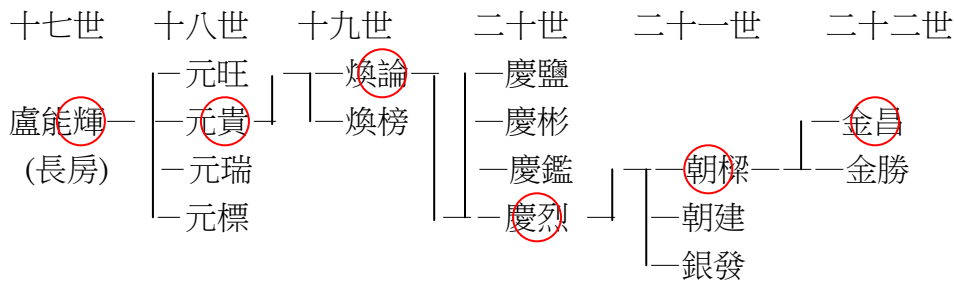 十七世 十八世 十九世 二十世 二十一世 二十二世
元旺 煥論 慶鹽
盧能輝 元貴 煥榜 慶彬 金昌
(長房) 元瑞 慶鑑 朝樑 金勝
元標 慶烈 朝建
銀發